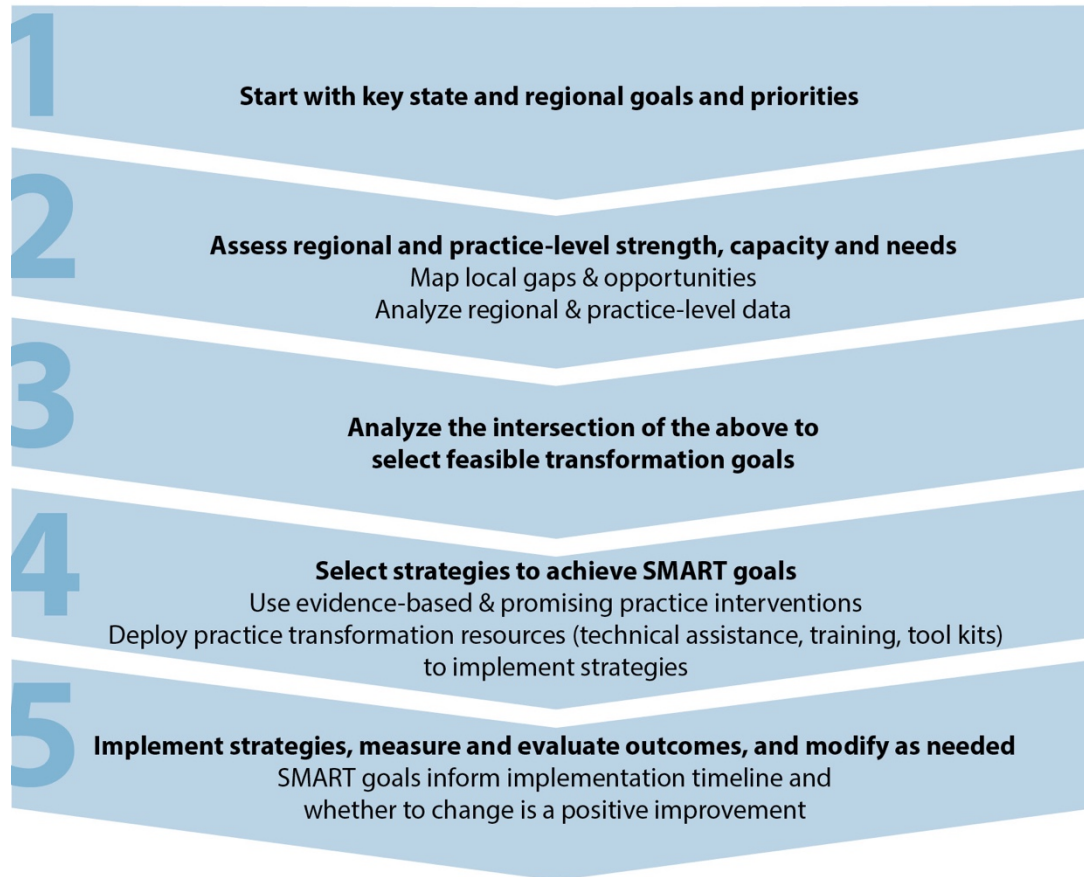 1
Start with key state and regional goals and priorities
2
Assess regional and practice-level strength, capacity and needs
Map local gaps & opportunities
Analyze regional & practice-level data
3
Analyze the intersection of the above to
select feasible transformation goals
4
Select strategies to achieve SMART goals
Use evidence-based & promising practice interventions
Deploy practice transformation resources (technical assistance, training, tool kits)
to implement strategies
5
Implement strategies, measure and evaluate outcomes, and modify as needed
SMART goals inform implementation timeline and
whether to change is a positive improvement